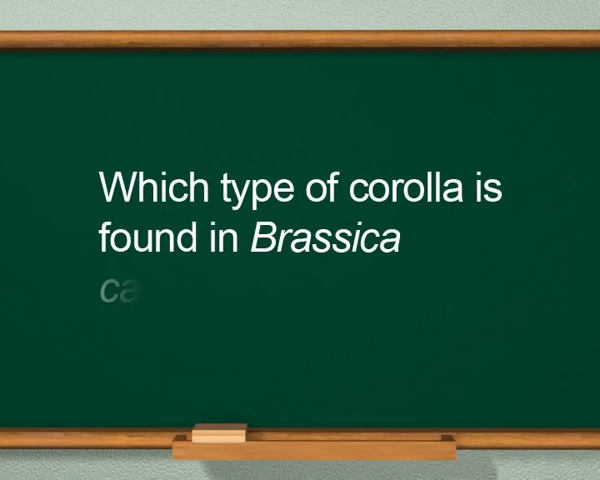 Which type of corolla is
found in Brassica
ca